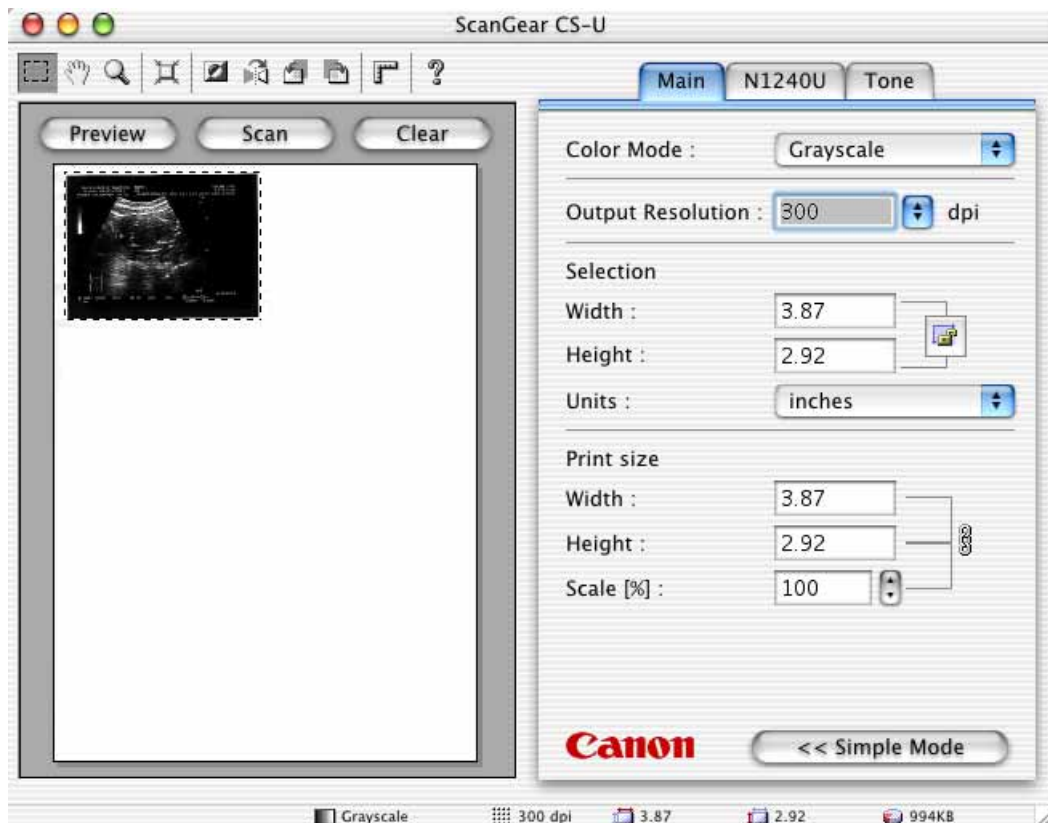 ScanGear CS-U
?
Main N1240U Tone
Preview Scan Clear
Color Mode : Grayscale
Output Resolution : 300 dpi
Selection
Width : 3.87
Height : 2.92
Units : inches
Print size
Width : 3.87
Height : 2.92
Scale [%] : 100
Canon << Simple Mode
Grayscale 300 dpi 3.87 2.92 994KB